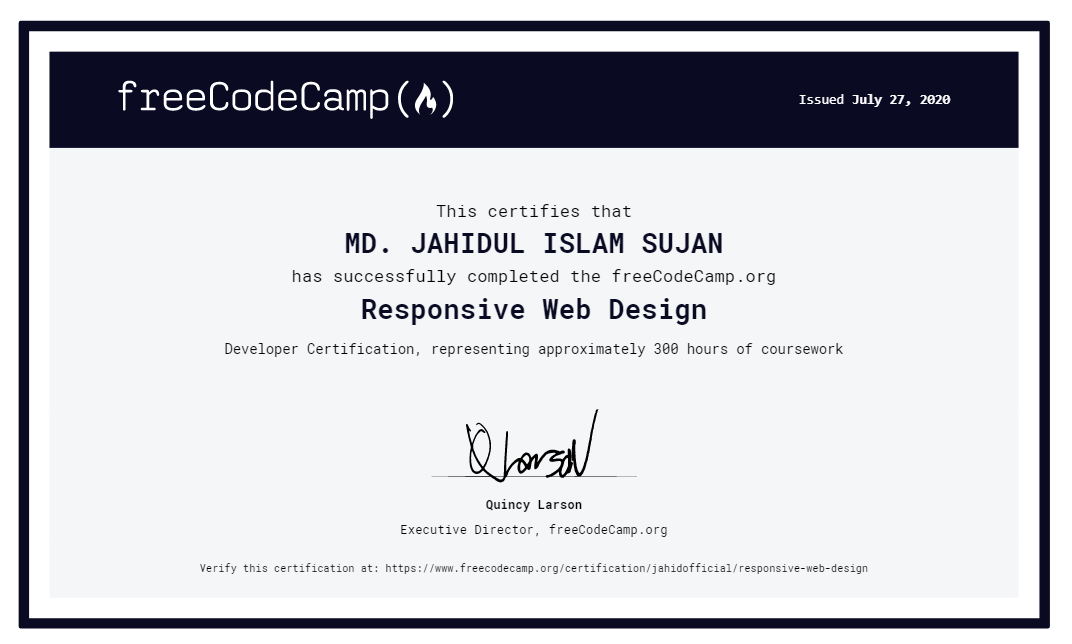 freeCodeCamp
Issued July 27, 2020
This certifies that
MD. JAHIDUL ISLAM SUJAN
has successfully completed the freeCodeCamp.org
Responsive Web Design
Developer Certification, representing approximately 300 hours of coursework
Q Larson
Quincy Larson
Executive Director, freeCodeCamp.org
Verify this certification at: https://www.freecodecamp.org/certification/jahidofficial/responsive-web-design